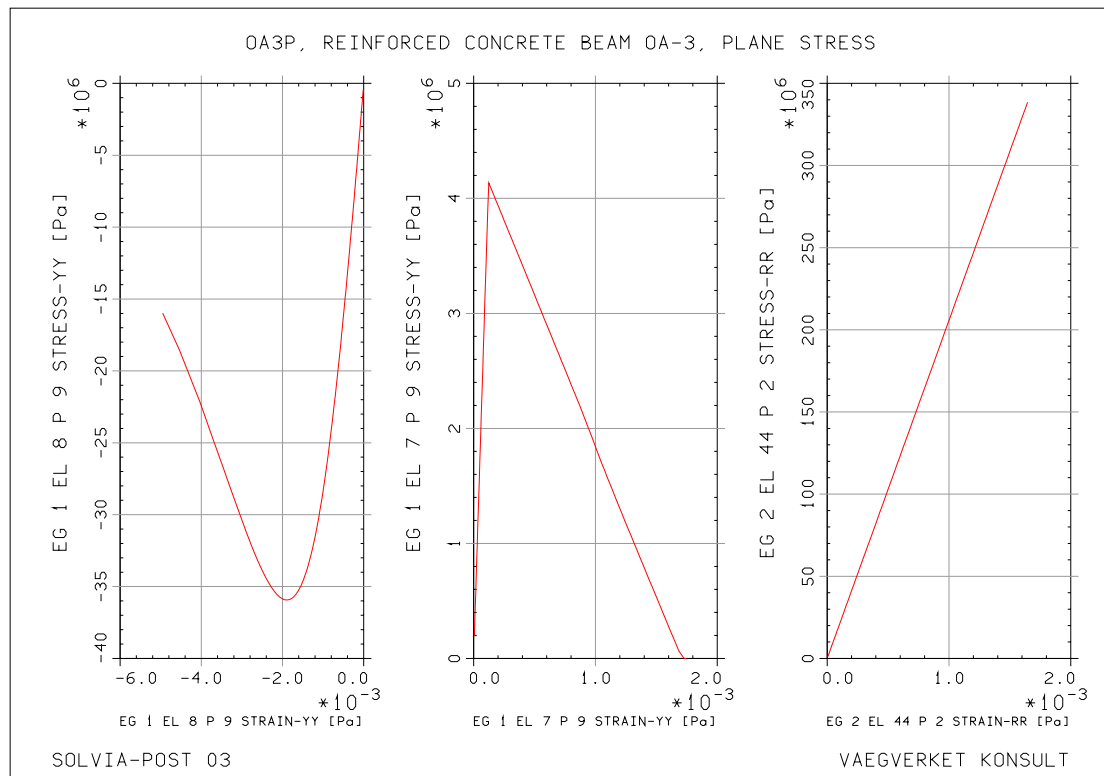 OA3P, REINFORCED CONCRETE BEAM OA-3, PLANE STRESS
EG 1 EL 8 P 9 STRESS-YY [Pa]
*10^6
0
-5
-10
-15
-20
-25
-30
-35
-40
-6.0 -4.0 -2.0 0.0
*10^-3
EG 1 EL 8 P 9 STRAIN-YY [Pa]
EG 1 EL 7 P 9 STRESS-YY [Pa]
*10^6
5
4
3
2
1
0
0.0 1.0 2.0
*10^-3
EG 1 EL 7 P 9 STRAIN-YY [Pa]
EG 2 EL 44 P 2 STRESS-RR [Pa]
*10^6
350
300
250
200
150
100
50
0
0.0 1.0 2.0
*10^-3
EG 2 EL 44 P 2 STRAIN-RR [Pa]
SOLVIA-POST 03
VAEGVERKET KONSULT